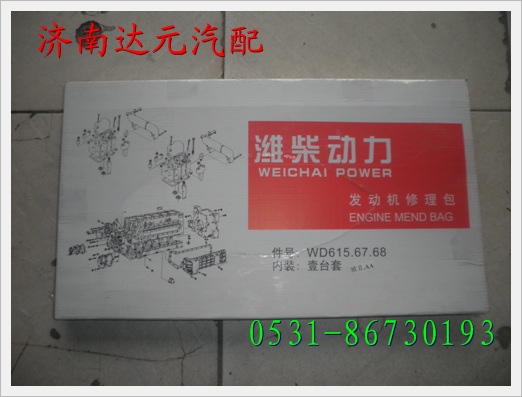 济南达元汽配
潍柴动力
WEICHAI POWER
发动机修理包
ENGINE MEND BAG
件号: WD615.67.68
内装: 壹台套
0531-86730193